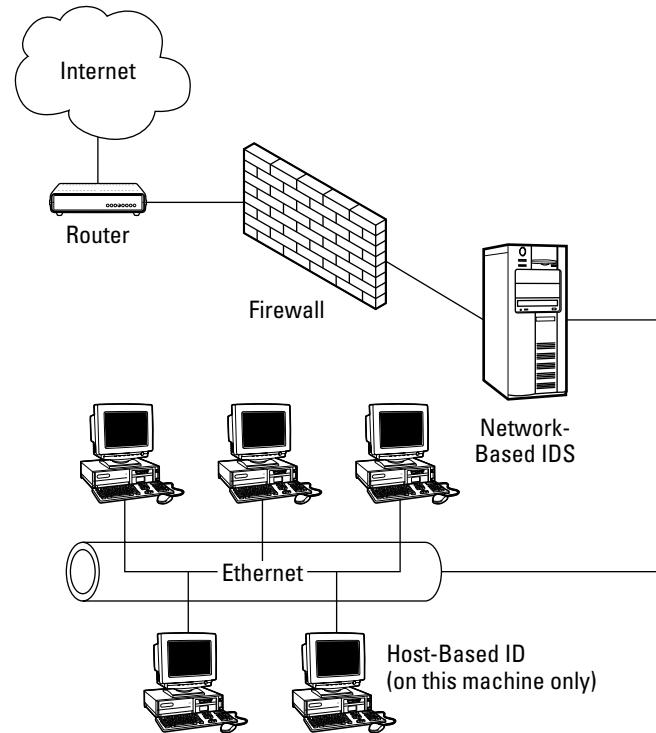 Internet
Router
Firewall
Network-
Based IDS
Ethernet
Host-Based ID
(on this machine only)